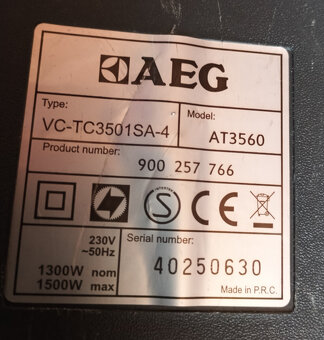 AEG
Type:
VC-TC3501SA-4
Model:
AT3560
Product number:
900 257 766
S CE
230V
~50Hz
1300W nom
1500W max
Serial number:
40250630
Made in P.R.C.